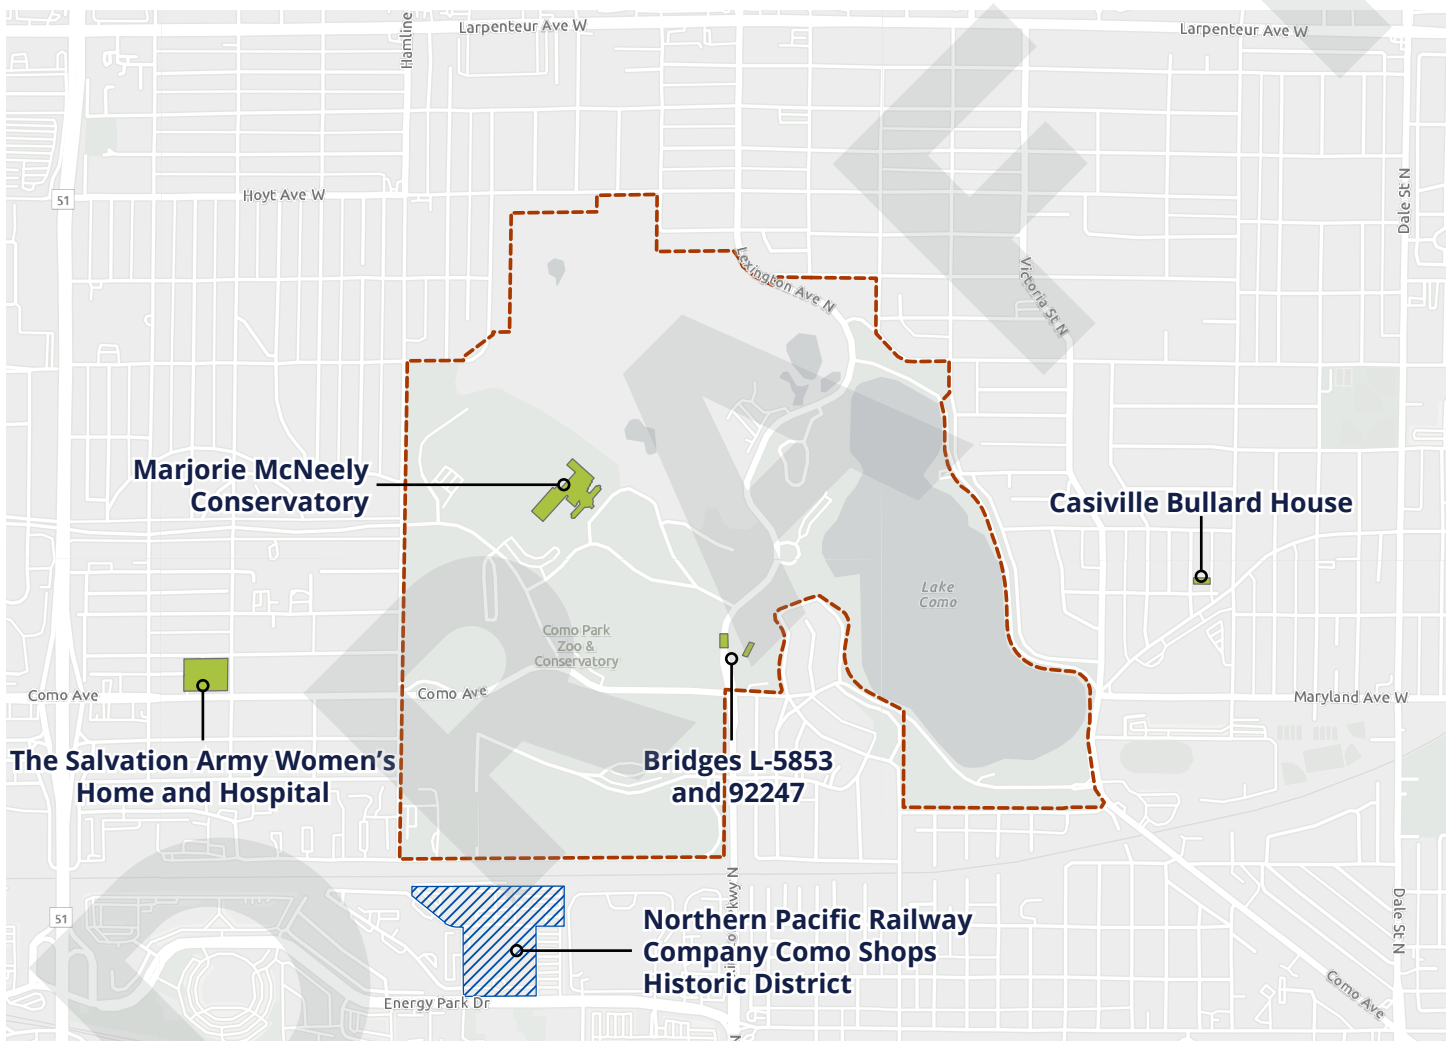 Larpenteur Ave W
Larpenteur Ave W
Hamline
51
Hoyt Ave W
Dale St N
Lexington Ave N
Victoria St N
Marjorie McNeely
Conservatory
Casiville Bullard House
Lake
Como
Como Park
Zoo &
Conservatory
Como Ave
Como Ave
Maryland Ave W
The Salvation Army Women's
Home and Hospital
Bridges L-5853
and 92247
51
Pkwy N
Northern Pacific Railway
Company Como Shops
Historic District
Dale St N
Energy Park Dr
Como Ave
N